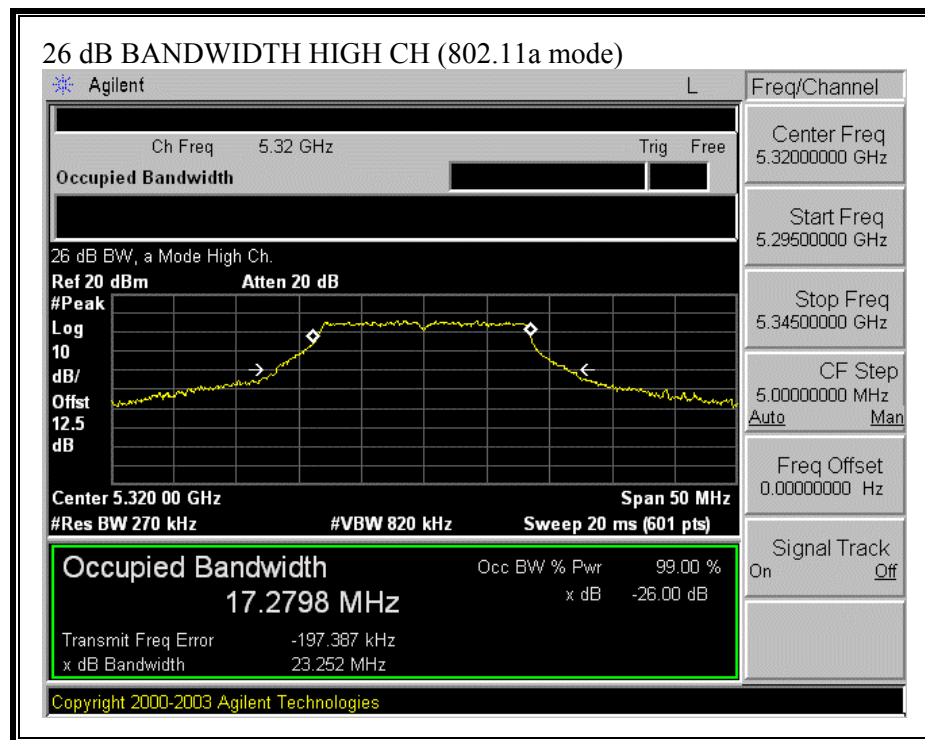 26 dB BANDWIDTH HIGH CH (802.11a mode)
Agilent L Freq/Channel
Ch Freq 5.32 GHz Trig Free
Occupied Bandwidth
Center Freq
5.32000000 GHz
Start Freq
5.29500000 GHz
Stop Freq
5.34500000 GHz
CF Step
5.00000000 MHz
Auto Man
Freq Offset
0.00000000 Hz
Signal Track
On Off
26 dB BW, a Mode High Ch.
Ref 20 dBm Atten 20 dB
#Peak
Log
10
dB/
Offst
12.5
dB
Center 5.320 00 GHz Span 50 MHz
#Res BW 270 kHz #VBW 820 kHz Sweep 20 ms (601 pts)
Occupied Bandwidth
17.2798 MHz
Occ BW % Pwr 99.00 %
x dB -26.00 dB
Transmit Freq Error -197.387 kHz
x dB Bandwidth 23.252 MHz
Copyright 2000-2003 Agilent Technologies